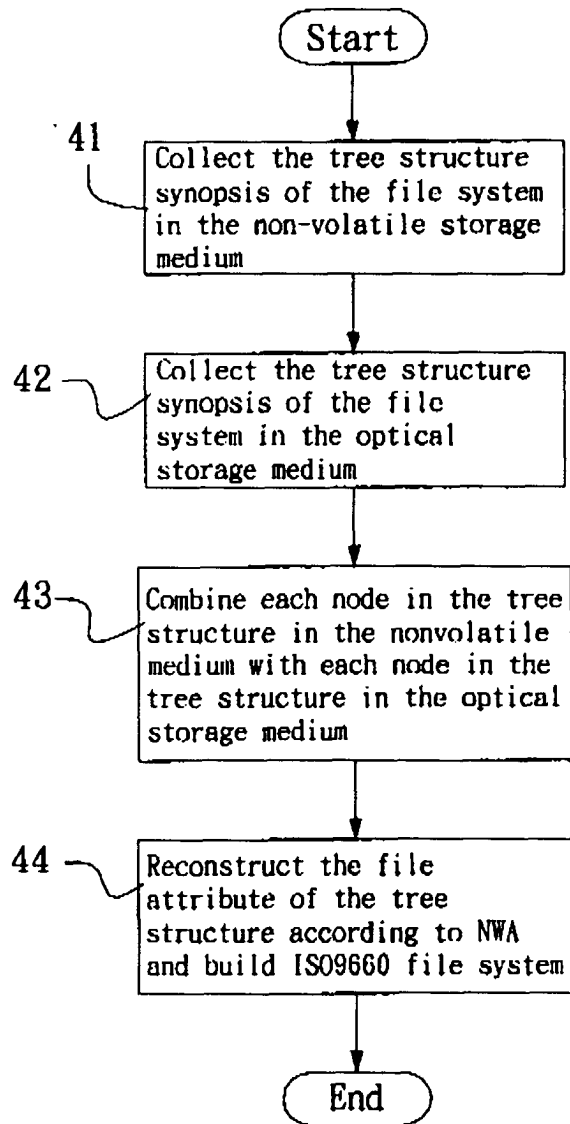 Start
41
Collect the tree structure
synopsis of the file system
in the non-volatile storage
medium
42
Collect the tree structure
synopsis of the file
system in the optical
storage medium
43
Combine each node in the tree
structure in the nonvolatile
medium with each node in the
tree structure in the optical
storage medium
44
Reconstruct the file
attribute of the tree
structure according to NWA
and build ISO9660 file system
End